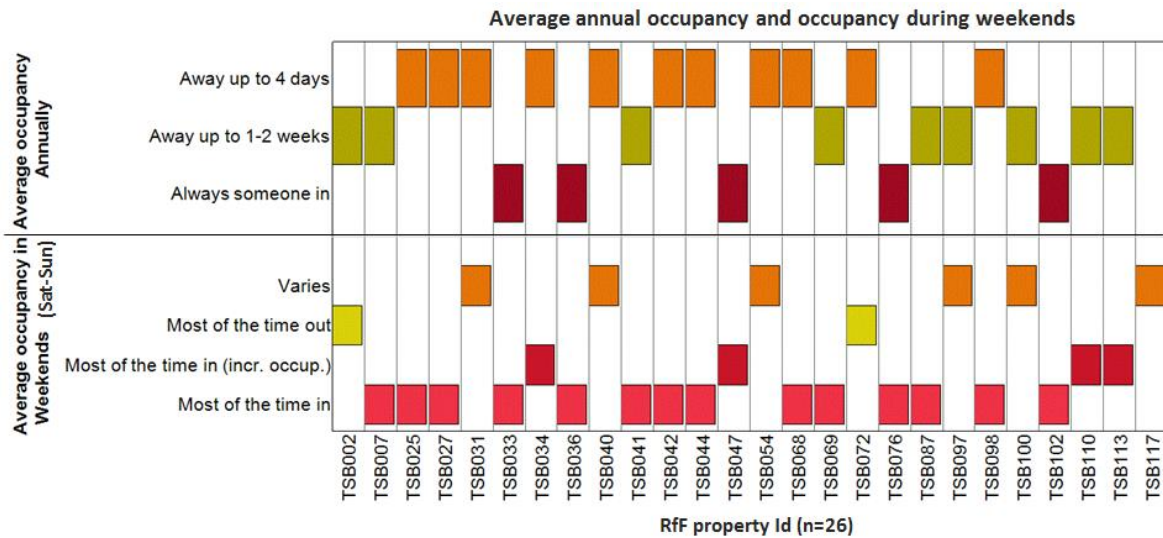 Average annual occupancy and occupancy during weekends
Average occupancy
Annually
Away up to 4 days
Away up to 1-2 weeks
Always someone in
Average occupancy in
Weekends (Sat-Sun)
Varies
Most of the time out
Most of the time in (incr. occup.)
Most of the time in
TSB002
TSB007
TSB025
TSB027
TSB031
TSB033
TSB034
TSB036
TSB040
TSB041
TSB042
TSB044
TSB047
TSB054
TSB068
TSB069
TSB072
TSB076
TSB087
TSB097
TSB098
TSB100
TSB102
TSB110
TSB113
TSB117
RfF property Id (n=26)